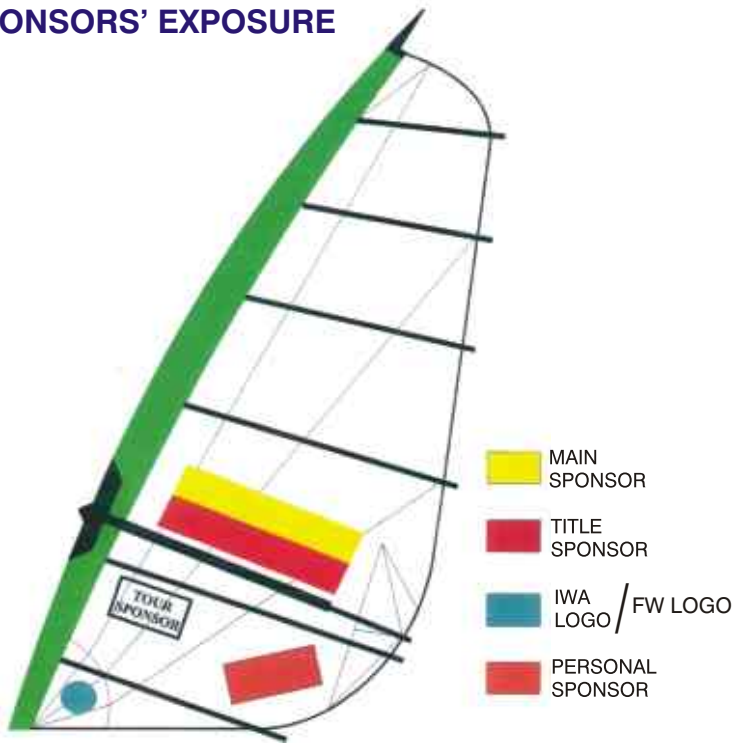 ONSORS' EXPOSURE
MAIN
SPONSOR
TITLE
SPONSOR
IWA
LOGO / FW LOGO
PERSONAL
SPONSOR
TOUR
SPONSOR